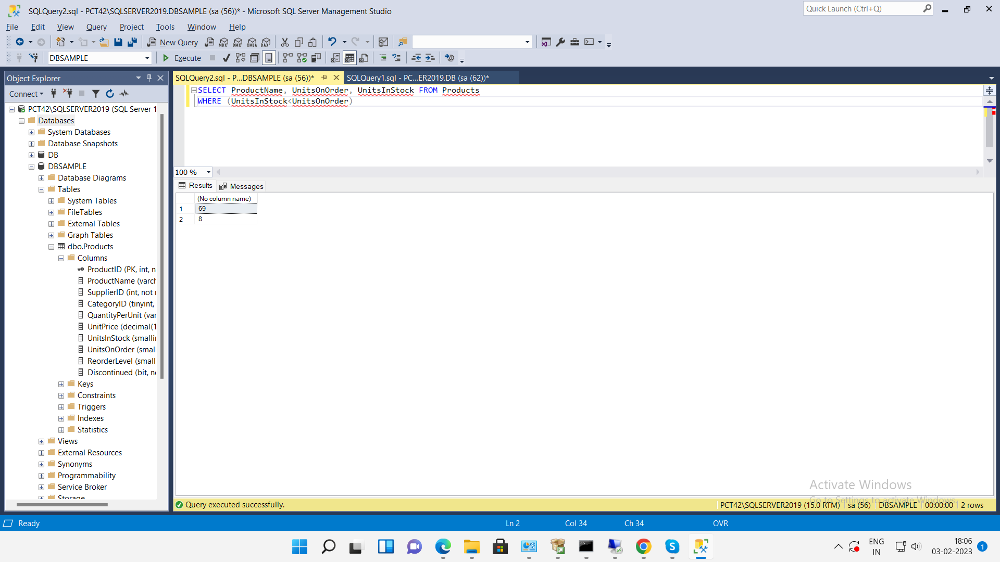 SQLQuery2.sql - PCT42\SQLSERVER2019.DBSAMPLE (sa (56))* - Microsoft SQL Server Management Studio
Quick Launch (Ctrl+Q)
File Edit View Query Project Tools Window Help
New Query MDX DMX XMLA DAX
DBSAMPLE Execute
Object Explorer
SQLQuery2.sql - P...DBSAMPLE (sa (56))* SQLQuery1.sql - PC...ER2019.DB (sa (62))*
Connect
PCT42\SQLSERVER2019 (SQL Server 1
Databases
System Databases
Database Snapshots
DB
DBSAMPLE
Database Diagrams
Tables
System Tables
FileTables
External Tables
Graph Tables
dbo.Products
Columns
ProductID (PK, int, n
ProductName (varch
SupplierID (int, not r
CategoryID (tinyint,
QuantityPerUnit (var
UnitPrice (decimal(1
UnitsInStock (smallin
UnitsOnOrder (small
ReorderLevel (small
Discontinued (bit, no
Keys
Constraints
Triggers
Indexes
Statistics
Views
External Resources
Synonyms
Programmability
Service Broker
Storage
SELECT ProductName, UnitsOnOrder, UnitsInStock FROM Products
WHERE (UnitsInStock<UnitsOnOrder)
100 %
Results Messages
(No column name)
1 69
2 8
Activate Windows
Go to Settings to activate Windows.
Query executed successfully. PCT42\SQLSERVER2019 (15.0 RTM) sa (56) DBSAMPLE 00:00:00 2 rows
Ready Ln 2 Col 34 Ch 34 OVR
ENG
IN
18:06
03-02-2023
1